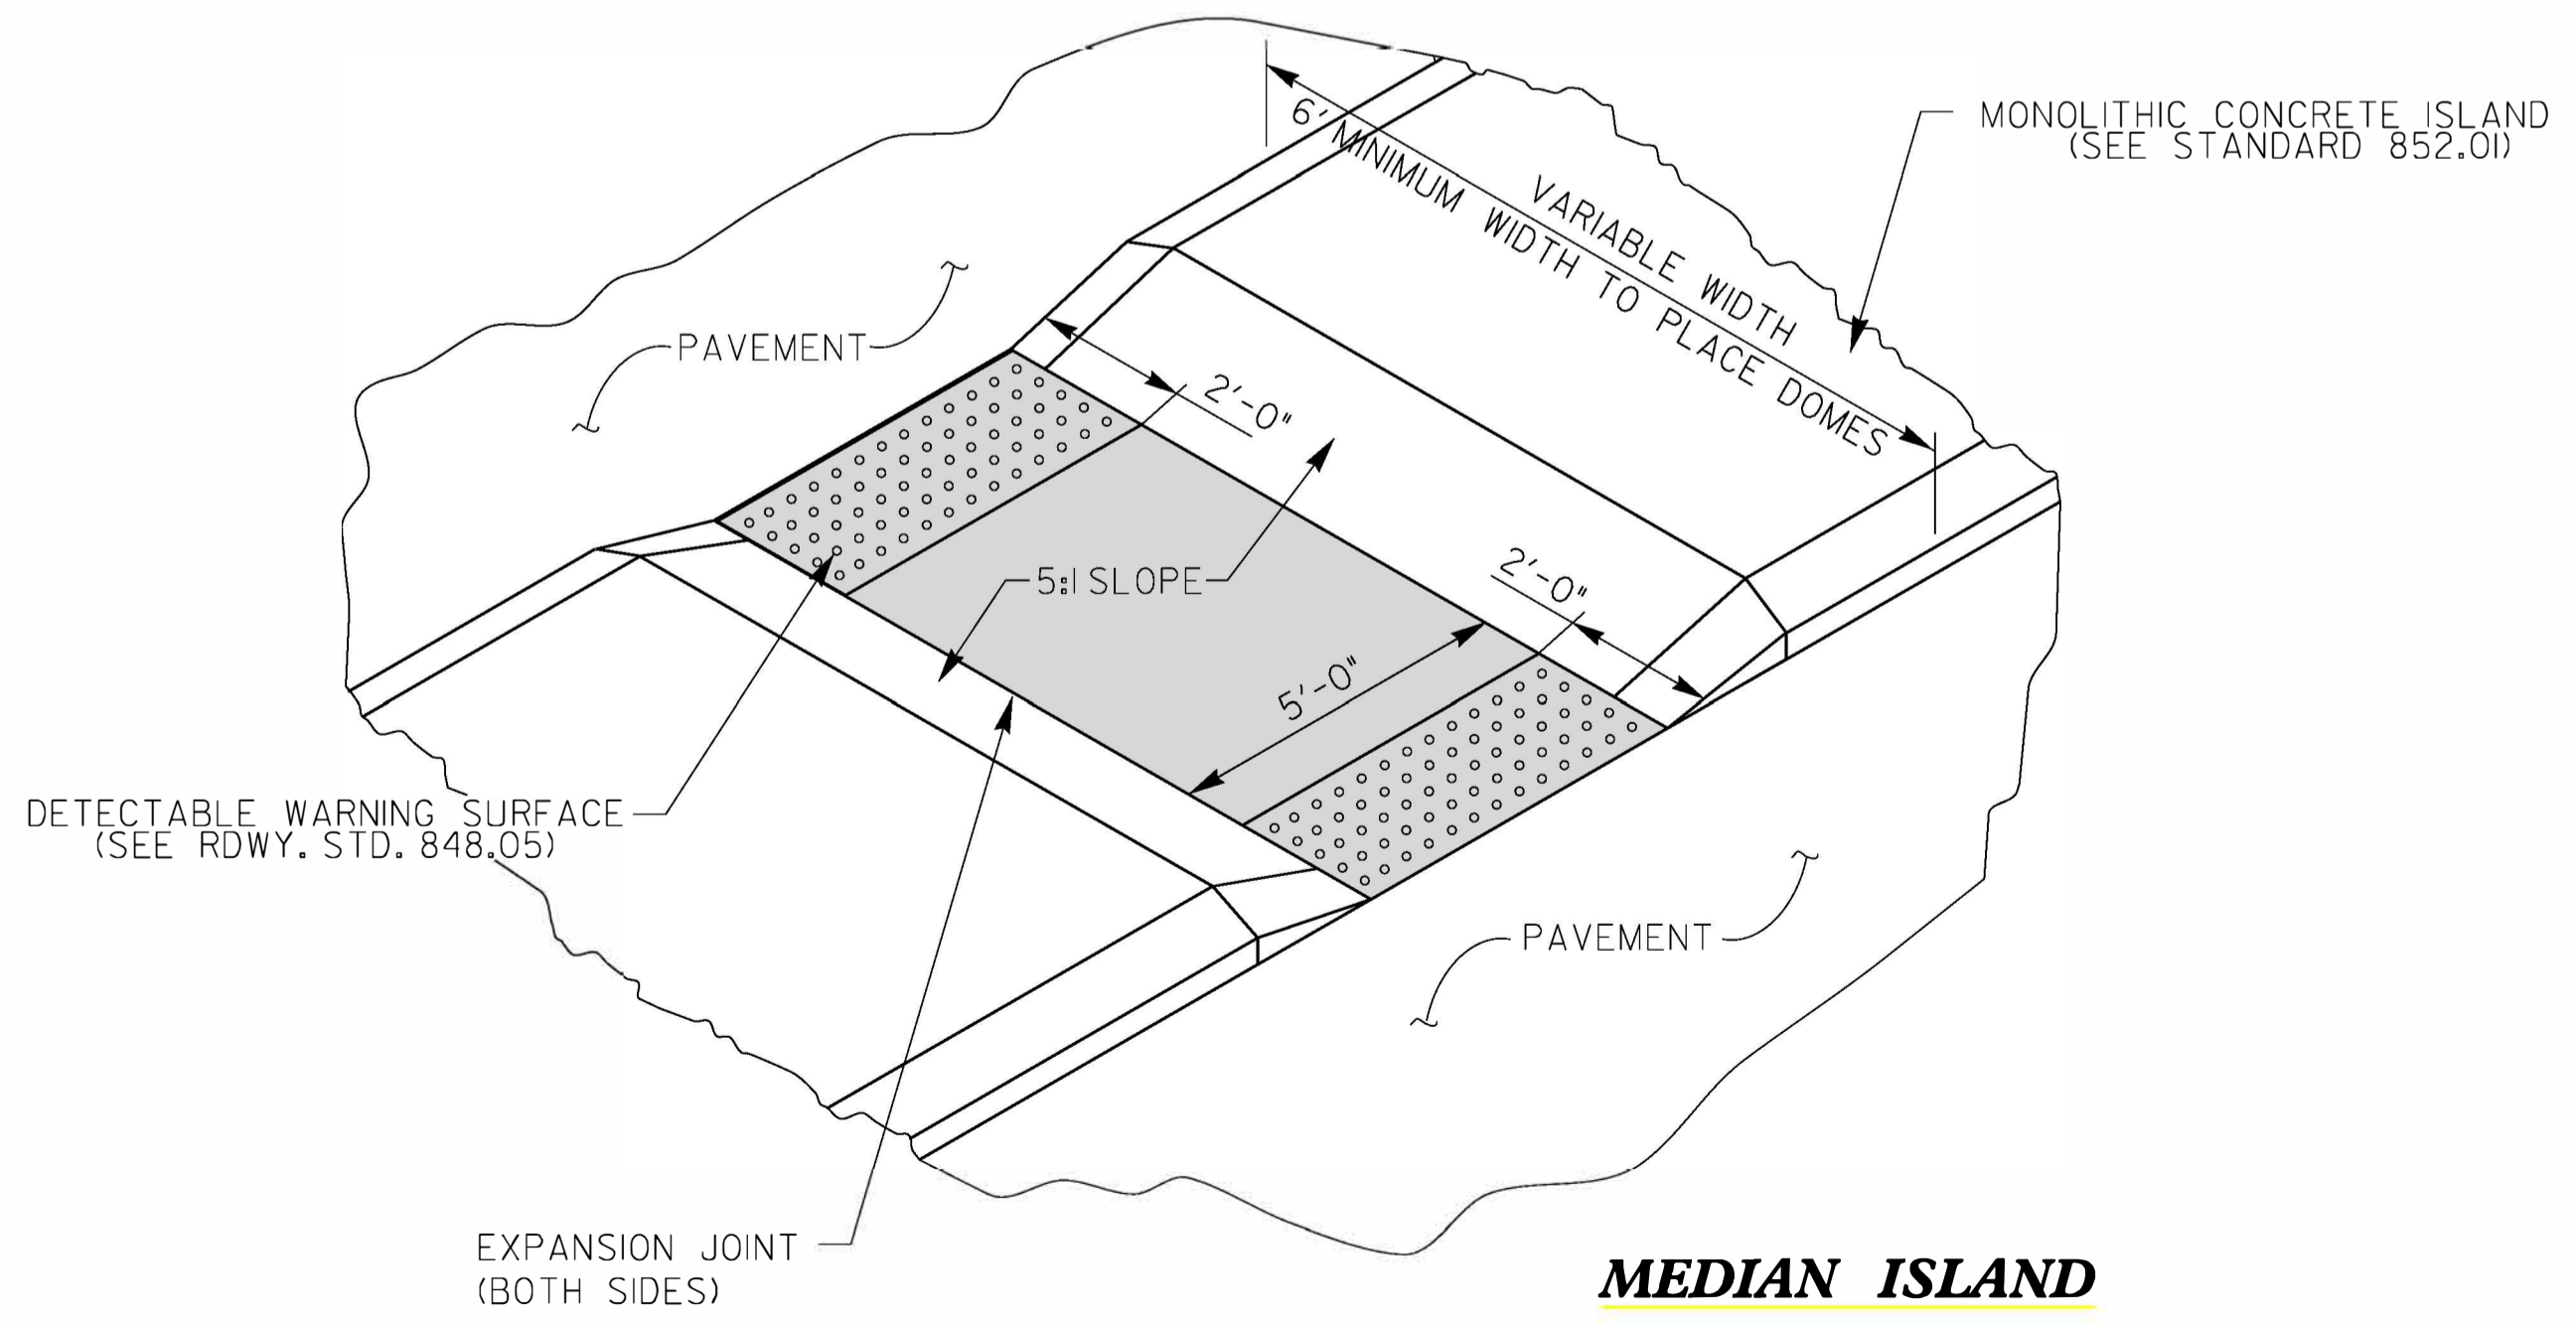 MONOLITHIC CONCRETE ISLAND
(SEE STANDARD 852.01)
6' MINIMUM WIDTH TO PLACE DOMES
VARIABLE WIDTH
PAVEMENT
2'-0"
5:1 SLOPE
2'-0"
5'-0"
DETECTABLE WARNING SURFACE
(SEE RDWY. STD. 848.05)
PAVEMENT
EXPANSION JOINT
(BOTH SIDES)
MEDIAN ISLAND